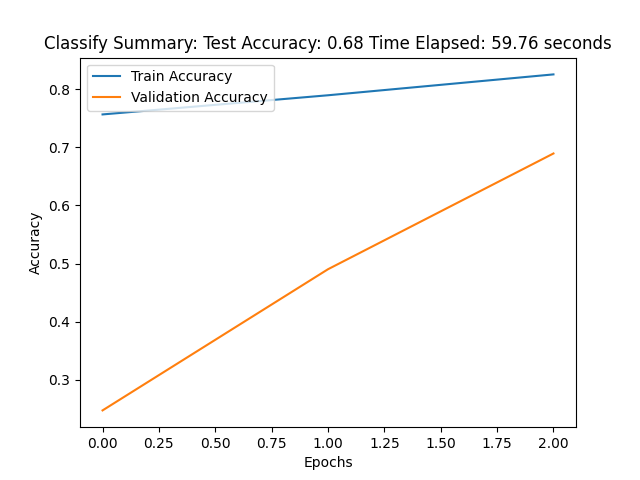 Classify Summary: Test Accuracy: 0.68 Time Elapsed: 59.76 seconds
Train Accuracy
Validation Accuracy
0.8
0.7
0.6
0.5
0.4
0.3
Accuracy
0.00 0.25 0.50 0.75 1.00 1.25 1.50 1.75 2.00
Epochs